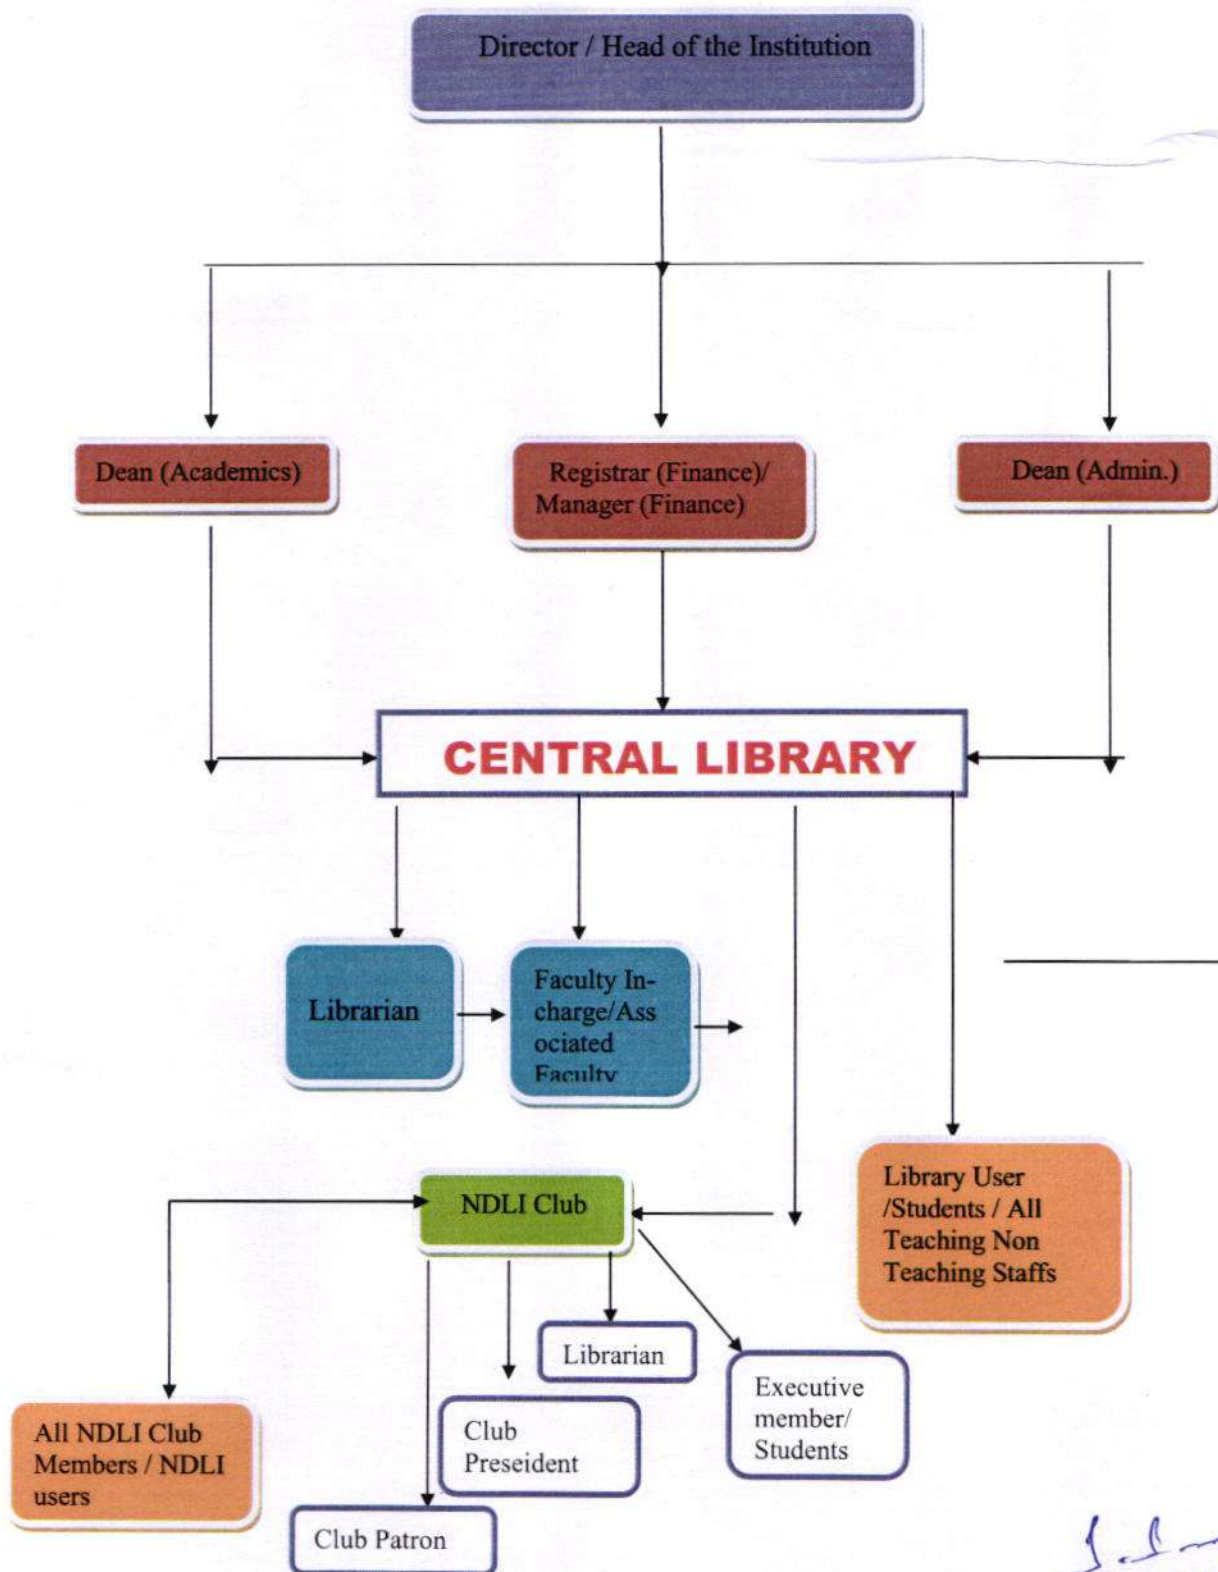 Director / Head of the Institution
Dean (Academics)
Registrar (Finance)/
Manager (Finance)
Dean (Admin.)
CENTRAL LIBRARY
Librarian
Faculty In-
charge/Ass
ociated
Faculty
Library User
/Students / All
Teaching Non
Teaching Staffs
NDLI Club
Librarian
Executive
member/
Students
Club
Preseident
All NDLI Club
Members / NDLI
users
Club Patron